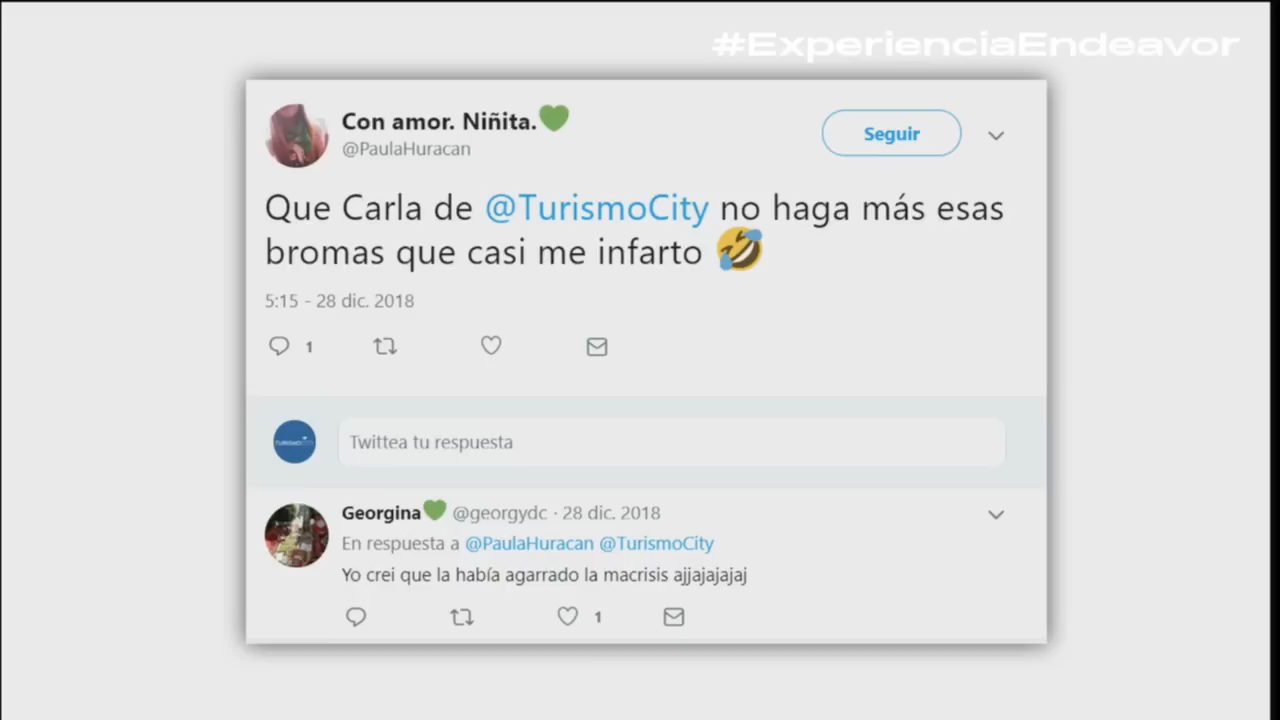 #ExperienciaEndeavor
Con amor. Niñita.💚
@PaulaHuracan
Seguir
Que Carla de @TurismoCity no haga más esas
bromas que casi me infarto 🤣
5:15 - 28 dic. 2018
1
TURISMOCITY
Twittea tu respuesta
Georgina💚 @georgydc · 28 dic. 2018
En respuesta a @PaulaHuracan @TurismoCity
Yo crei que la había agarrado la macrisis ajjajajajaj
1